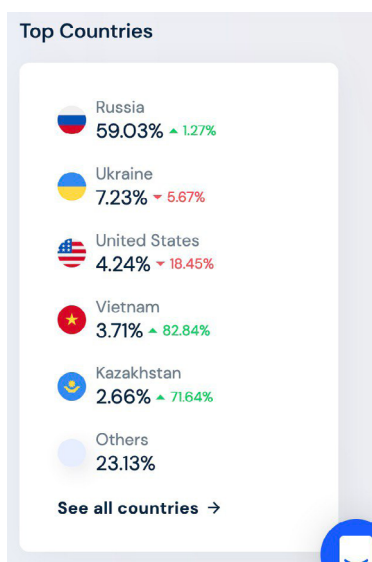 Top Countries
Russia
59.03% ▲ 1.27%
Ukraine
7.23% ▼ 5.67%
United States
4.24% ▼ 18.45%
Vietnam
3.71% ▲ 82.84%
Kazakhstan
2.66% ▲ 71.64%
Others
23.13%
See all countries →